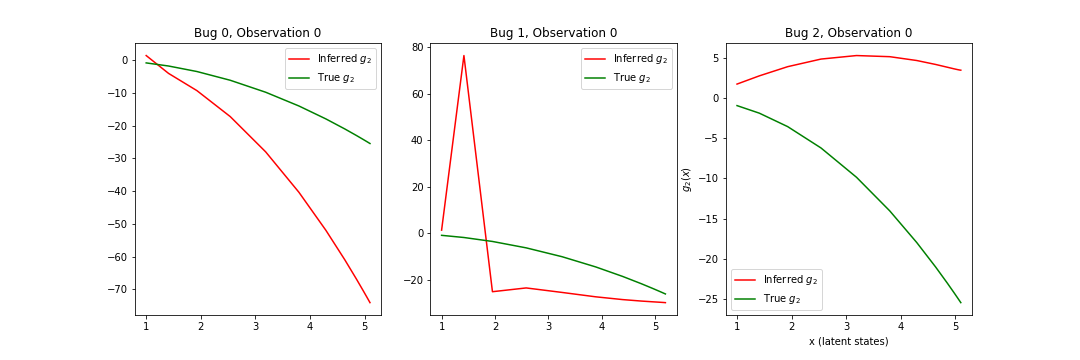 Bug 0, Observation 0
Inferred g₂
True g₂
0
−10
−20
−30
−40
−50
−60
−70
1 2 3 4 5
Bug 1, Observation 0
Inferred g₂
True g₂
80
60
40
20
0
−20
1 2 3 4 5
Bug 2, Observation 0
g₂(x)
5
0
−5
−10
−15
−20
−25
Inferred g₂
True g₂
1 2 3 4 5
x (latent states)